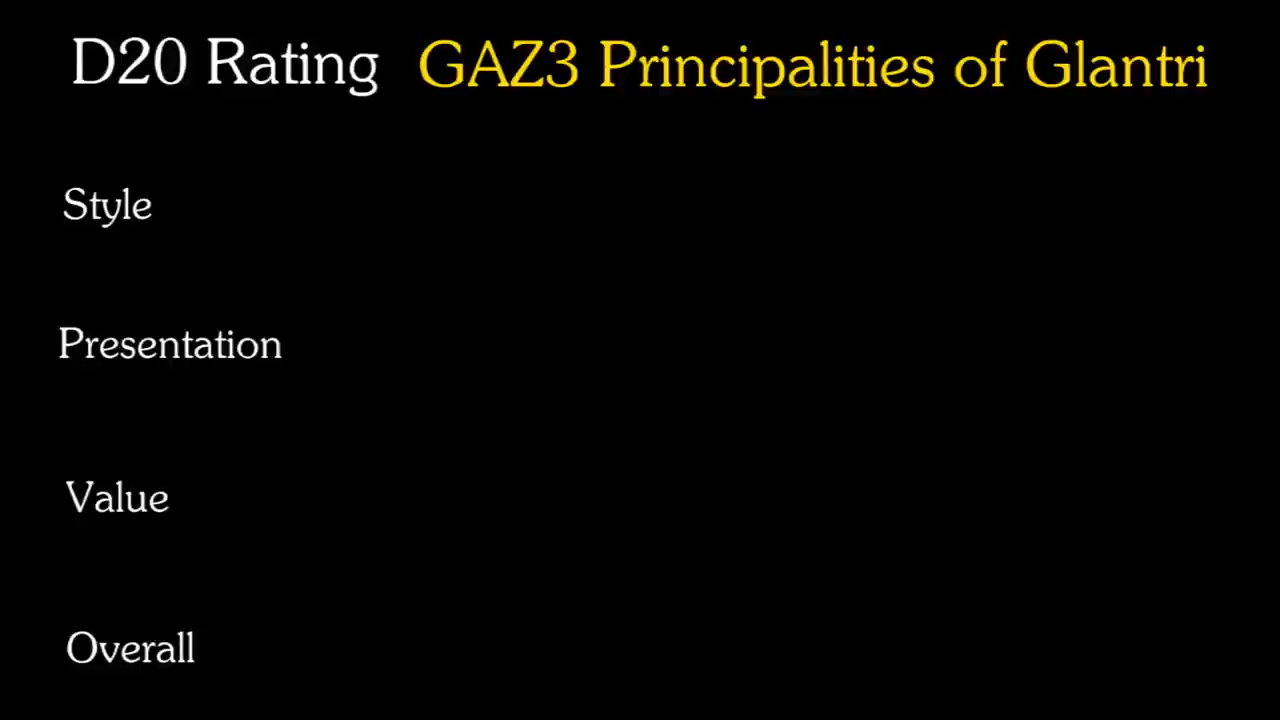 D20 Rating GAZ3 Principalities of Glantri
Style
Presentation
Value
Overall